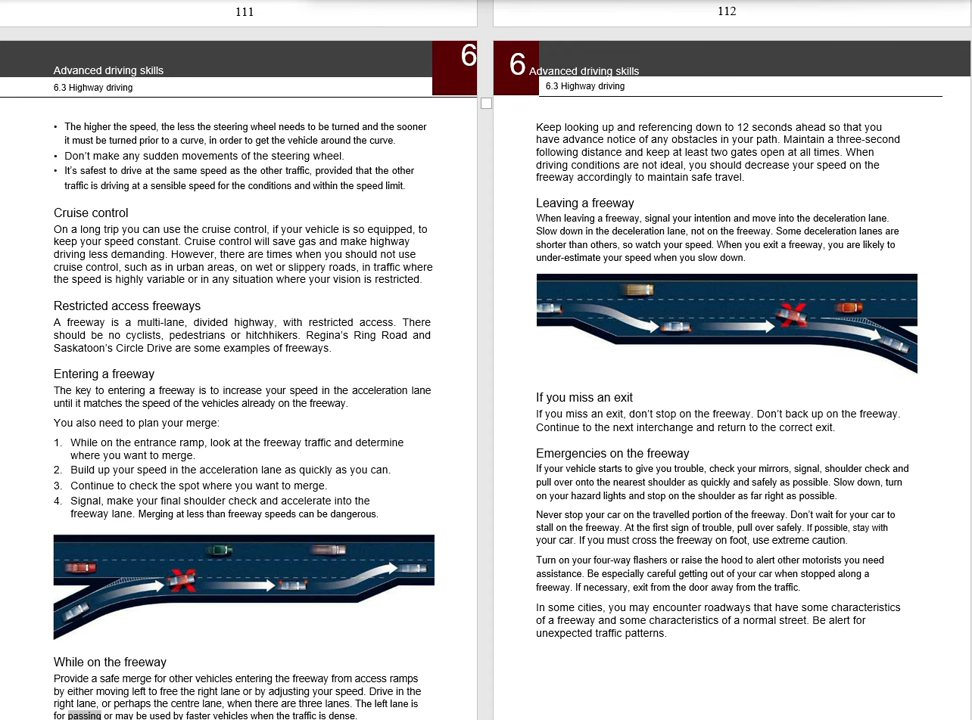 111
6
Advanced driving skills
6.3 Highway driving
• The higher the speed, the less the steering wheel needs to be turned and the sooner
it must be turned prior to a curve, in order to get the vehicle around the curve.
• Don't make any sudden movements of the steering wheel.
• It's safest to drive at the same speed as the other traffic, provided that the other
traffic is driving at a sensible speed for the conditions and within the speed limit.
Cruise control
On a long trip you can use the cruise control, if your vehicle is so equipped, to
keep your speed constant. Cruise control will save gas and make highway
driving less demanding. However, there are times when you should not use
cruise control, such as in urban areas, on wet or slippery roads, in traffic where
the speed is highly variable or in any situation where your vision is restricted.
Restricted access freeways
A freeway is a multi-lane, divided highway, with restricted access. There
should be no cyclists, pedestrians or hitchhikers. Regina's Ring Road and
Saskatoon's Circle Drive are some examples of freeways.
Entering a freeway
The key to entering a freeway is to increase your speed in the acceleration lane
until it matches the speed of the vehicles already on the freeway.
You also need to plan your merge:
1. While on the entrance ramp, look at the freeway traffic and determine
where you want to merge.
2. Build up your speed in the acceleration lane as quickly as you can.
3. Continue to check the spot where you want to merge.
4. Signal, make your final shoulder check and accelerate into the
freeway lane. Merging at less than freeway speeds can be dangerous.
While on the freeway
Provide a safe merge for other vehicles entering the freeway from access ramps
by either moving left to free the right lane or by adjusting your speed. Drive in the
right lane, or perhaps the centre lane, when there are three lanes. The left lane is
for passing or may be used by faster vehicles when the traffic is dense.
112
6 Advanced driving skills
6.3 Highway driving
Keep looking up and referencing down to 12 seconds ahead so that you
have advance notice of any obstacles in your path. Maintain a three-second
following distance and keep at least two gates open at all times. When
driving conditions are not ideal, you should decrease your speed on the
freeway accordingly to maintain safe travel.
Leaving a freeway
When leaving a freeway, signal your intention and move into the deceleration lane.
Slow down in the deceleration lane, not on the freeway. Some deceleration lanes are
shorter than others, so watch your speed. When you exit a freeway, you are likely to
under-estimate your speed when you slow down.
If you miss an exit
If you miss an exit, don't stop on the freeway. Don't back up on the freeway.
Continue to the next interchange and return to the correct exit.
Emergencies on the freeway
If your vehicle starts to give you trouble, check your mirrors, signal, shoulder check and
pull over onto the nearest shoulder as quickly and safely as possible. Slow down, turn
on your hazard lights and stop on the shoulder as far right as possible.
Never stop your car on the travelled portion of the freeway. Don't wait for your car to
stall on the freeway. At the first sign of trouble, pull over safely. If possible, stay with
your car. If you must cross the freeway on foot, use extreme caution.
Turn on your four-way flashers or raise the hood to alert other motorists you need
assistance. Be especially careful getting out of your car when stopped along a
freeway. If necessary, exit from the door away from the traffic.
In some cities, you may encounter roadways that have some characteristics
of a freeway and some characteristics of a normal street. Be alert for
unexpected traffic patterns.